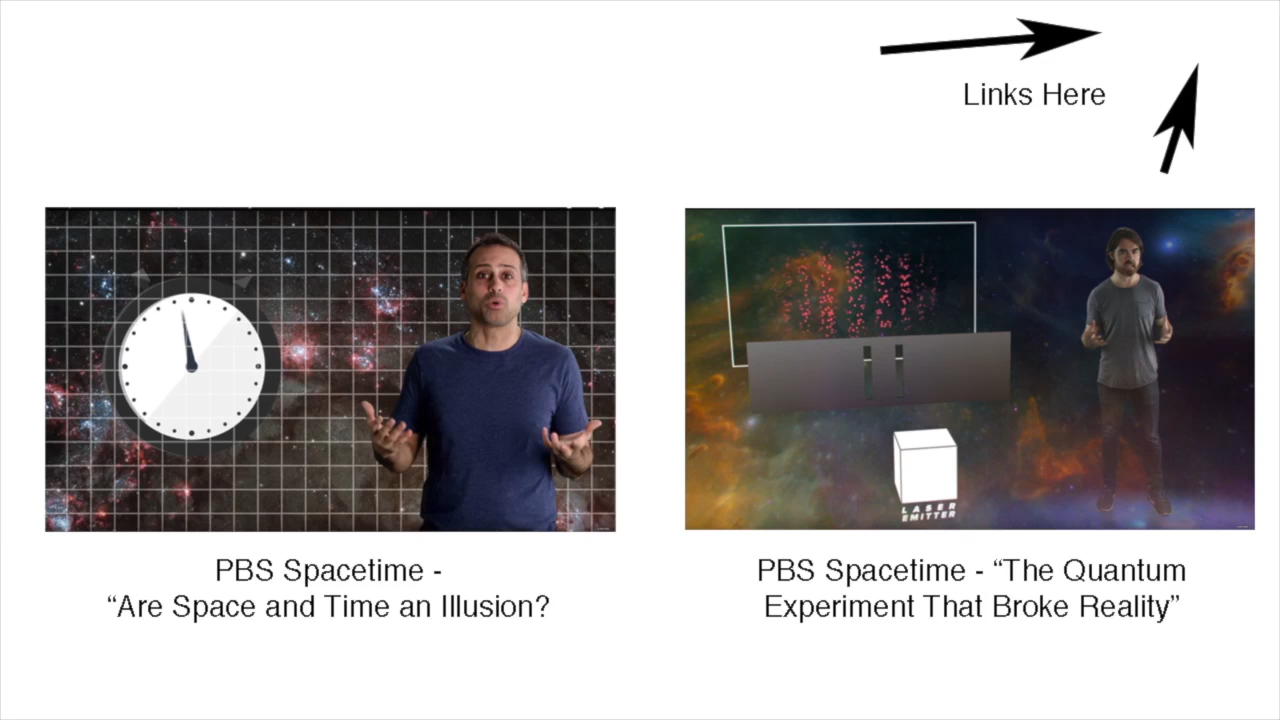 Links Here
LASER
EMITTER
PBS Spacetime -
“Are Space and Time an Illusion?
PBS Spacetime - “The Quantum
Experiment That Broke Reality”